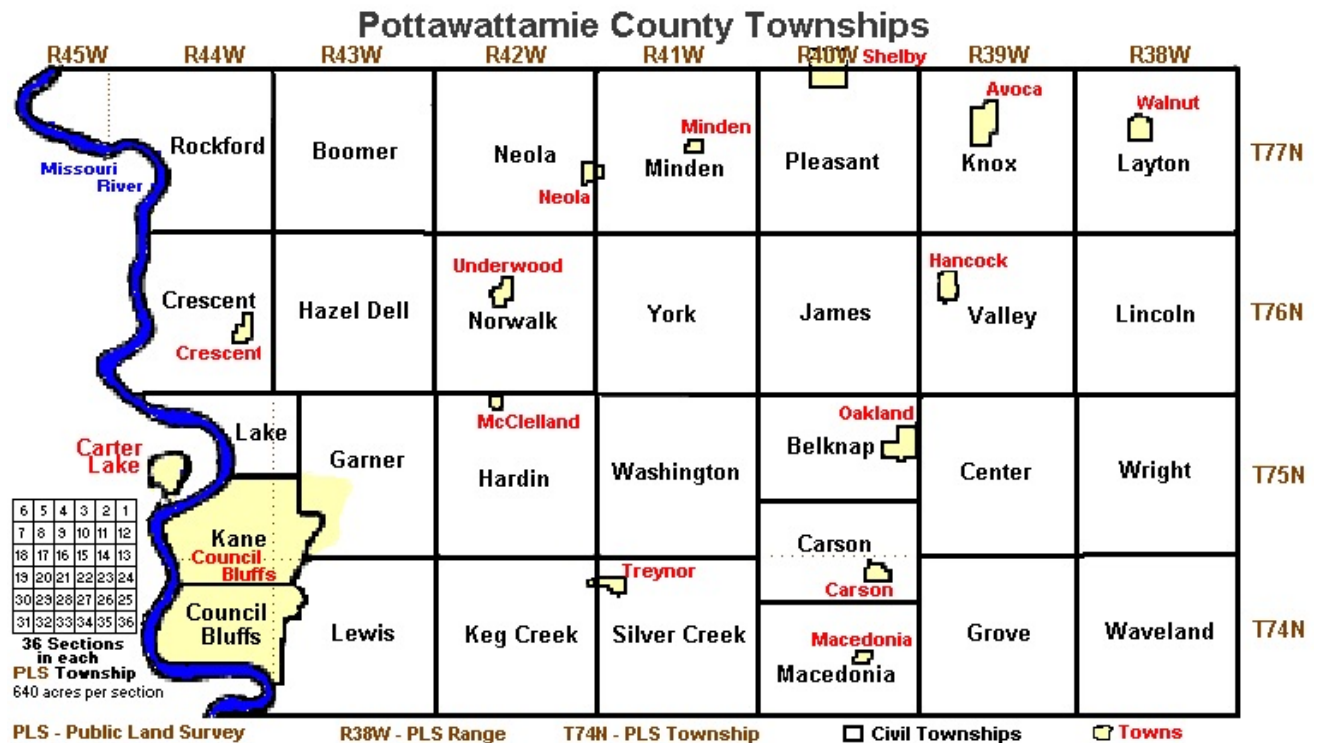 Pottawattamie County Townships
R45W R44W R43W R42W R41W R40W Shelby R39W R38W
Avoca
Walnut
Minden
Rockford Boomer Neola Pleasant
T77N
Minden Knox Layton
Missouri
River
Neola
Hancock
Underwood
Crescent Hazel Dell York James Lincoln T76N
Norwalk Valley
Crescent
Oakland
McClelland
Lake
Carter
Lake
Garner Belknap
Hardin Washington Center Wright T75N
6 5 4 3 2 1
7 8 9 10 11 12
18 17 16 15 14 13
19 20 21 22 23 24
30 29 28 27 26 25
31 32 33 34 35 36
36 Sections
in each
PLS Township
640 acres per section
Kane
Council
Bluffs
Carson
Treynor
Carson
Council
Bluffs
Lewis Keg Creek Silver Creek Grove Waveland T74N
Macedonia
Macedonia
PLS - Public Land Survey R38W - PLS Range T74N - PLS Township Civil Townships Towns